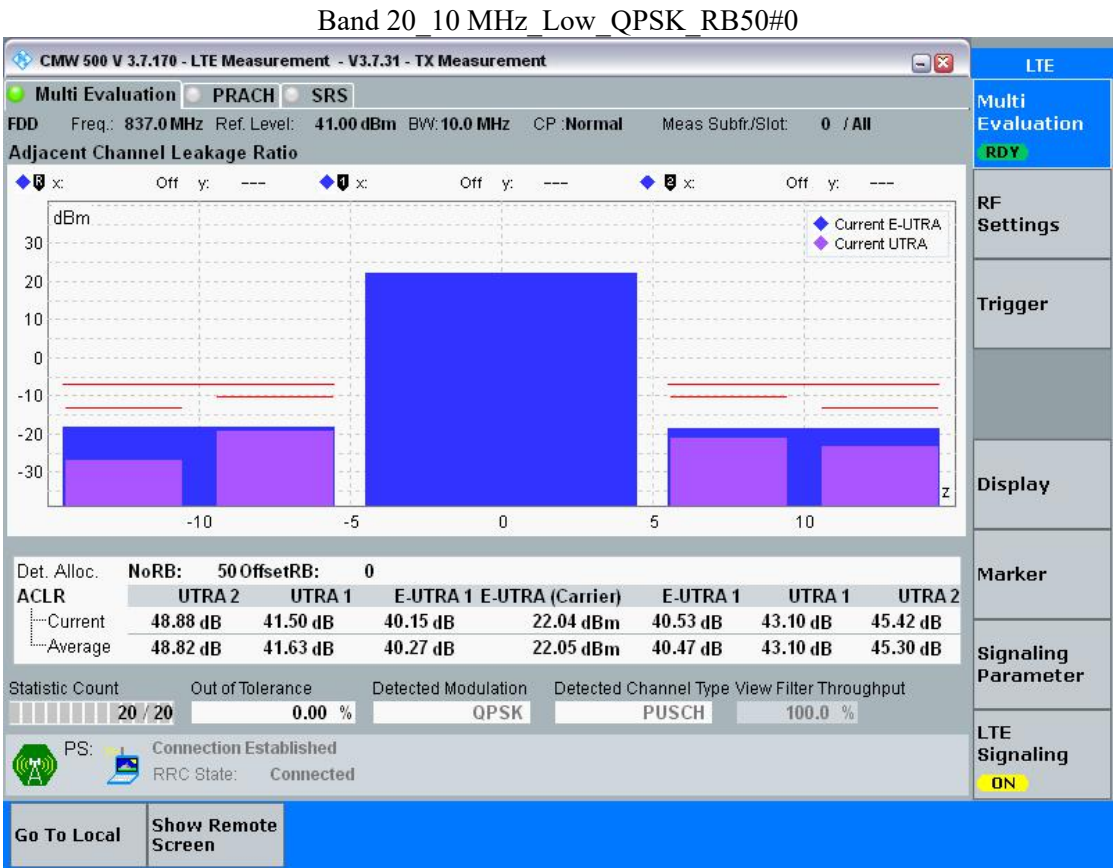 Band 20_10 MHz_Low_QPSK_RB50#0
CMW 500 V 3.7.170 - LTE Measurement - V3.7.31 - TX Measurement
LTE
Multi Evaluation PRACH SRS
Multi Evaluation
RDY
FDD Freq.: 837.0 MHz Ref. Level: 41.00 dBm BW: 10.0 MHz CP :Normal Meas Subfr./Slot: 0 / All
Adjacent Channel Leakage Ratio
R x: Off y: --- 1 x: Off y: --- 2 x: Off y: ---
dBm
Current E-UTRA
Current UTRA
30
20
10
0
-10
-20
-30
z
-10 -5 0 5 10
RF Settings
Trigger
Display
Marker
Signaling Parameter
LTE Signaling
ON
Det. Alloc. NoRB: 50 OffsetRB: 0
ACLR UTRA 2 UTRA 1 E-UTRA 1 E-UTRA (Carrier) E-UTRA 1 UTRA 1 UTRA 2
Current 48.88 dB 41.50 dB 40.15 dB 22.04 dBm 40.53 dB 43.10 dB 45.42 dB
Average 48.82 dB 41.63 dB 40.27 dB 22.05 dBm 40.47 dB 43.10 dB 45.30 dB
Statistic Count Out of Tolerance Detected Modulation Detected Channel Type View Filter Throughput
20 / 20 0.00 % QPSK PUSCH 100.0 %
PS: Connection Established
RRC State: Connected
Go To Local
Show Remote Screen